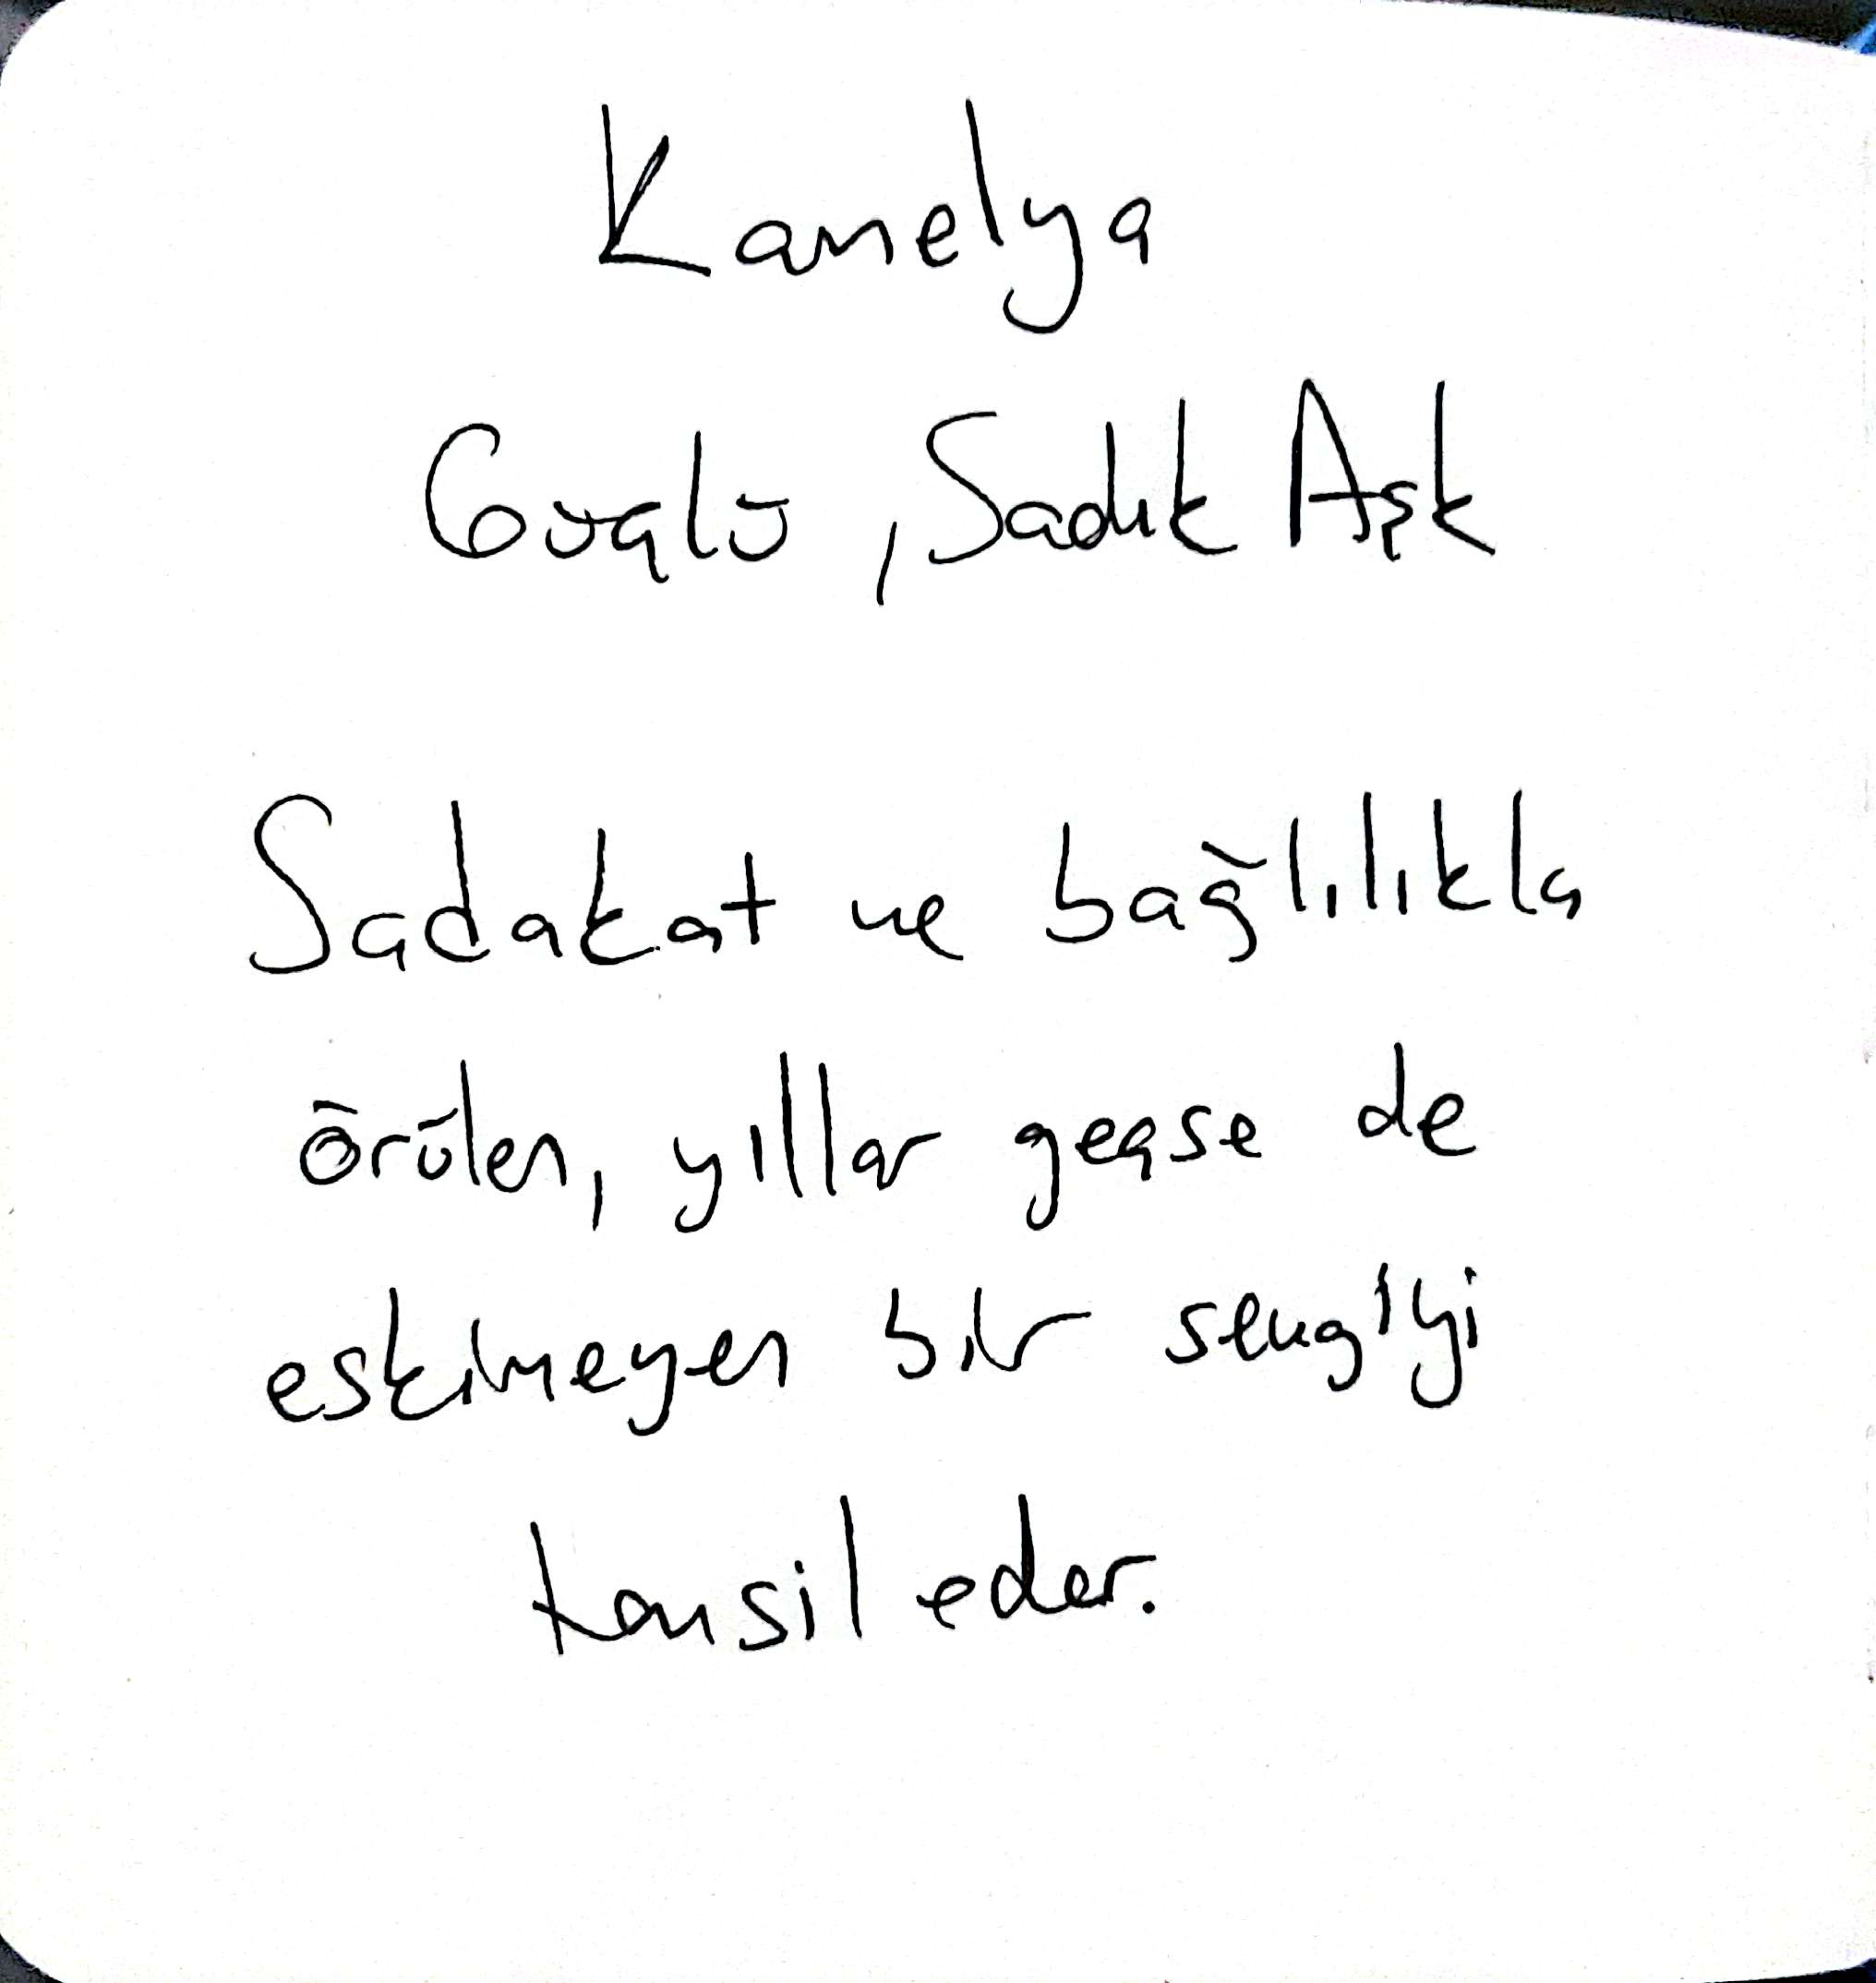 Kamelya
Güçlü, Sadık Aşk
Sadakat ve bağlılıkla
örülen, yıllar geçse de
eskimeyen bir sevgiyi
temsil eder.